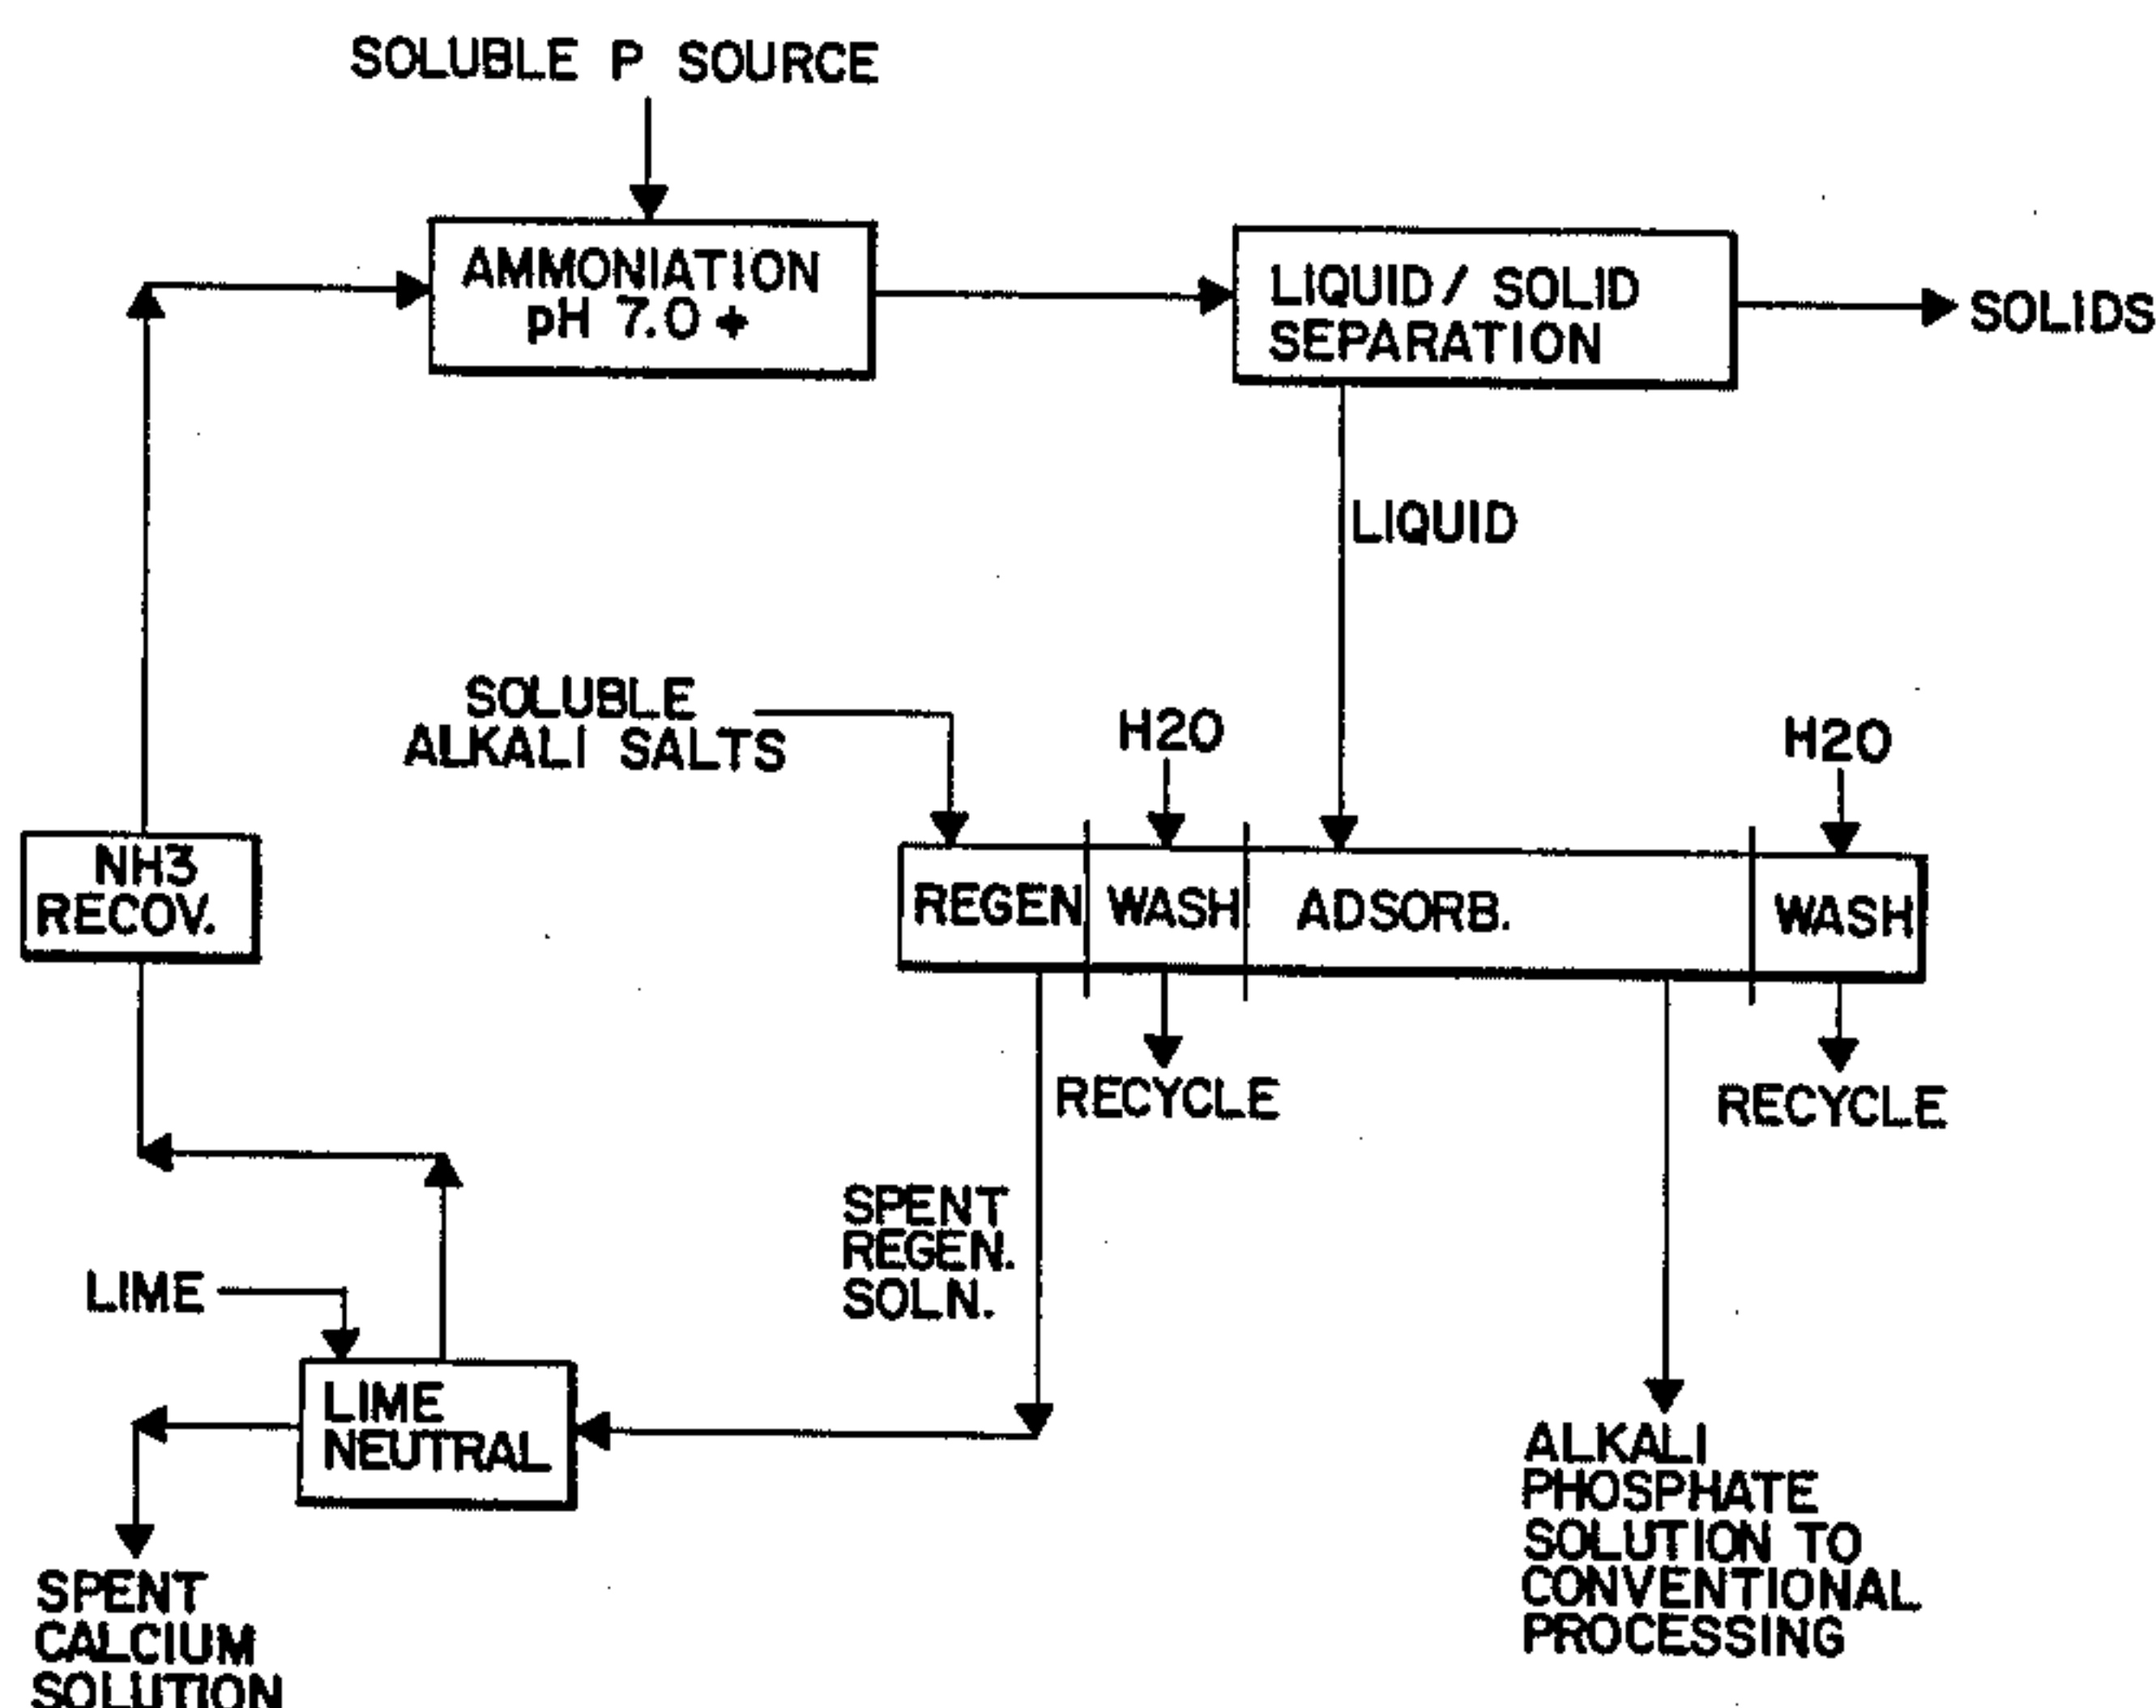 SOLUBLE P SOURCE
AMMONIATION
pH 7.0 +
LIQUID/ SOLID
SEPARATION
SOLIDS
LIQUID
SOLUBLE
ALKALI SALTS
H2O
H2O
NH3
RECOV.
REGEN
WASH
ADSORB.
WASH
RECYCLE
RECYCLE
SPENT
REGEN.
SOLN.
LIME
LIME
NEUTRAL
ALKALI
PHOSPHATE
SOLUTION TO
CONVENTIONAL
PROCESSING
SPENT
CALCIUM
SOLUTION